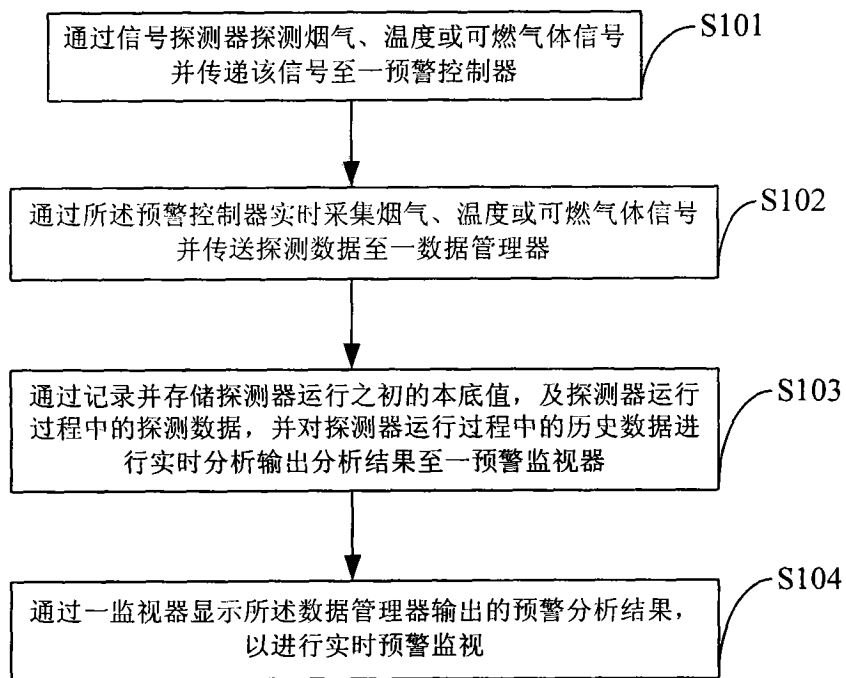 通过信号探测器探测烟气、温度或可燃气体信号
并传递该信号至一预警控制器
S101
通过所述预警控制器实时采集烟气、温度或可燃气体信号
并传送探测数据至一数据管理器
S102
通过记录并存储探测器运行之初的本底值，及探测器运行
过程中的探测数据，并对探测器运行过程中的历史数据进
行实时分析输出分析结果至一预警监视器
S103
通过一监视器显示所述数据管理器输出的预警分析结果，
以进行实时预警监视
S104